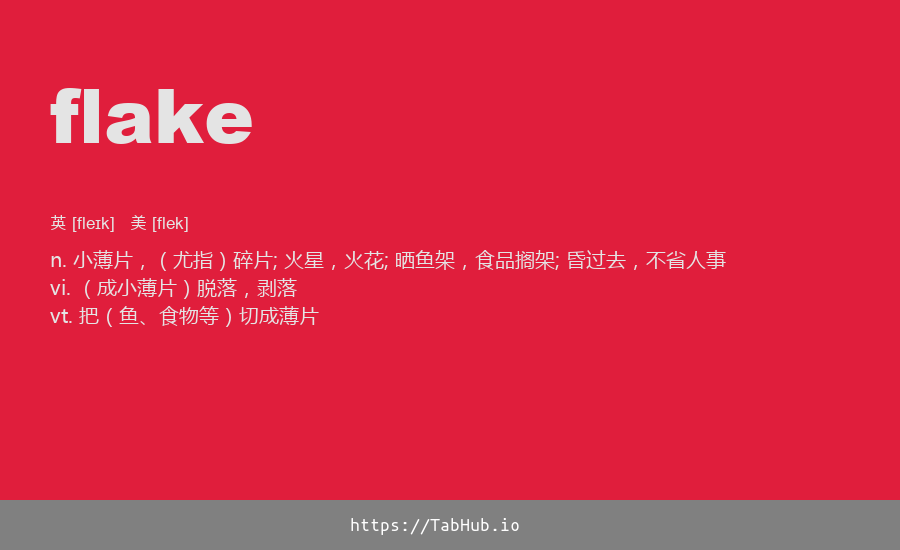 flake
英 [fleɪk] 美 [flek]
n. 小薄片，（尤指）碎片; 火星，火花; 晒鱼架，食品搁架; 昏过去，不省人事
vi. （成小薄片）脱落，剥落
vt. 把（鱼、食物等）切成薄片
https://TabHub.io